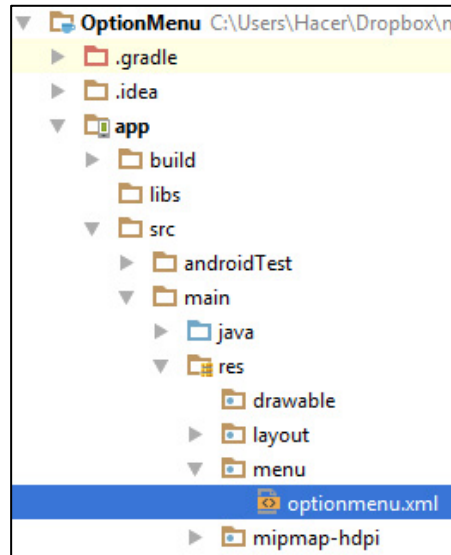 OptionMenu C:\Users\Hacer\Dropbox\
.gradle
.idea
app
build
libs
src
androidTest
main
java
res
drawable
layout
menu
optionmenu.xml
mipmap-hdpi